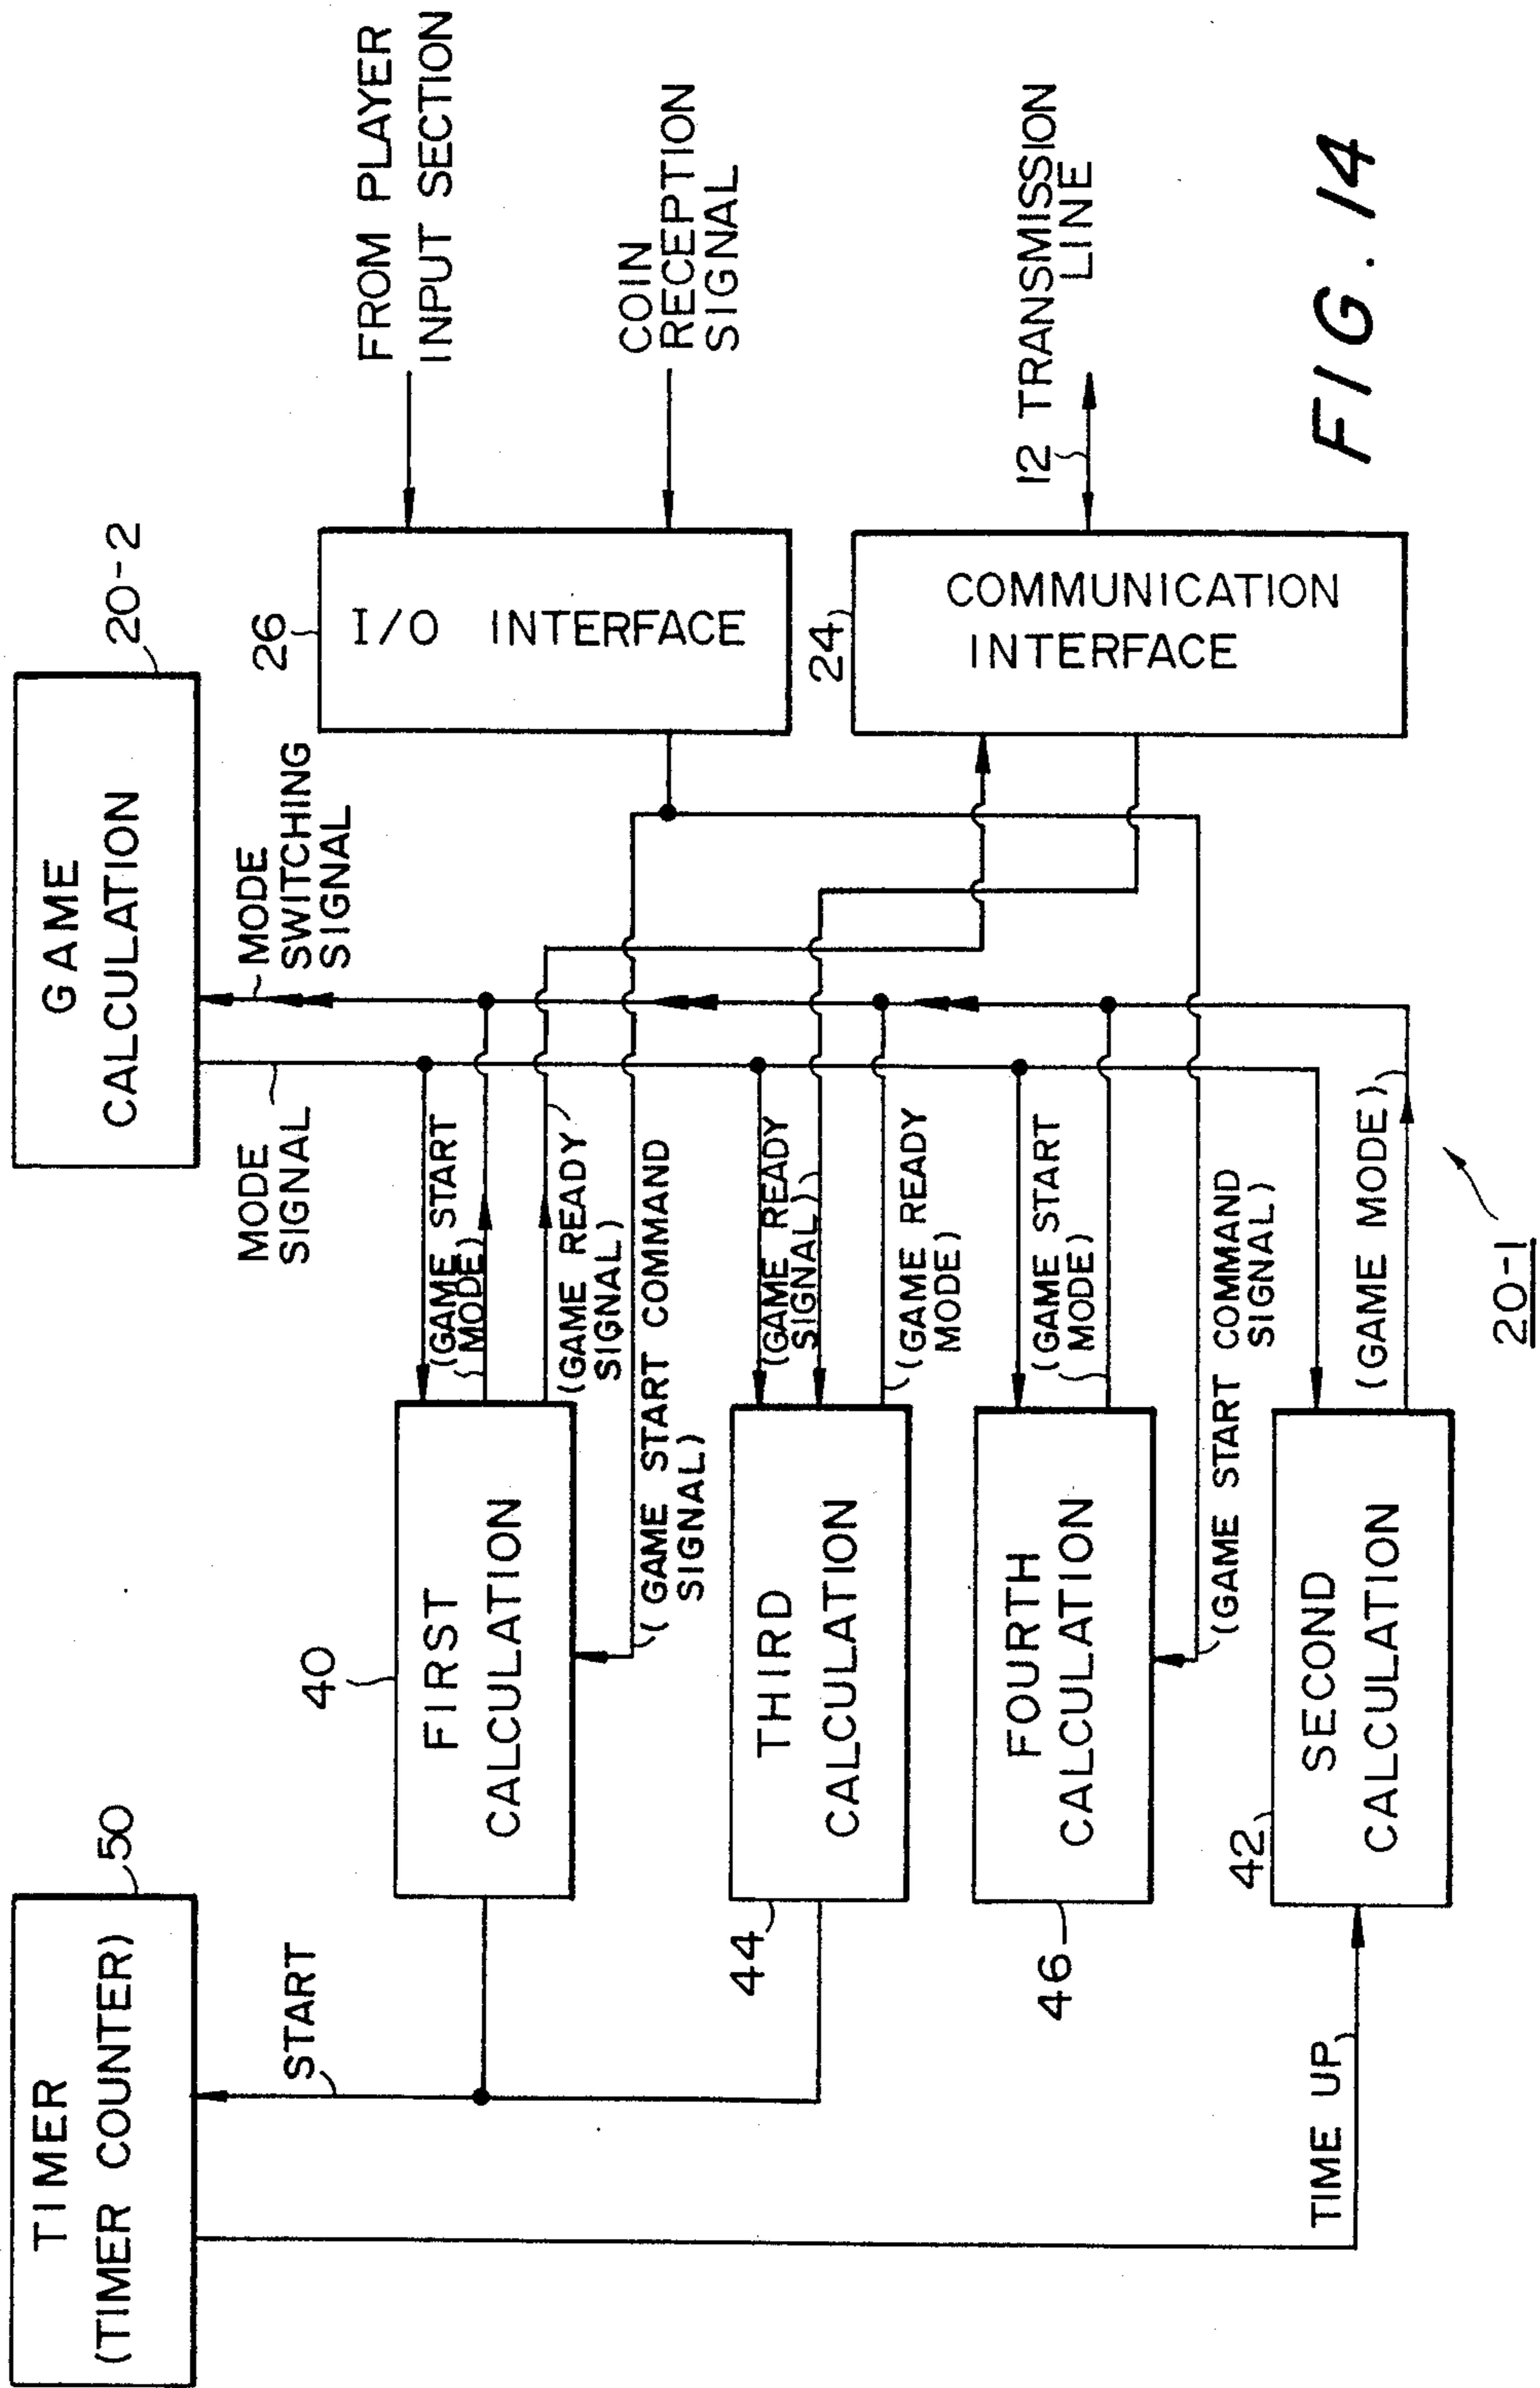 TIMER
(TIMER COUNTER)
50
GAME
CALCULATION
20-2
START
MODE
SIGNAL
MODE
SWITCHING
SIGNAL
FROM PLAYER
INPUT SECTION
26
I/O INTERFACE
COIN
RECEPTION
SIGNAL
40
FIRST
CALCULATION
(GAME START
MODE)
(GAME READY
SIGNAL)
(GAME START COMMAND
SIGNAL)
44
THIRD
CALCULATION
(GAME READY
SIGNAL)
(GAME READY
MODE)
24
COMMUNICATION
INTERFACE
12 TRANSMISSION
LINE
46
FOURTH
CALCULATION
(GAME START
MODE)
(GAME START COMMAND
SIGNAL)
42
SECOND
CALCULATION
TIME UP
(GAME MODE)
20-1
FIG. 14